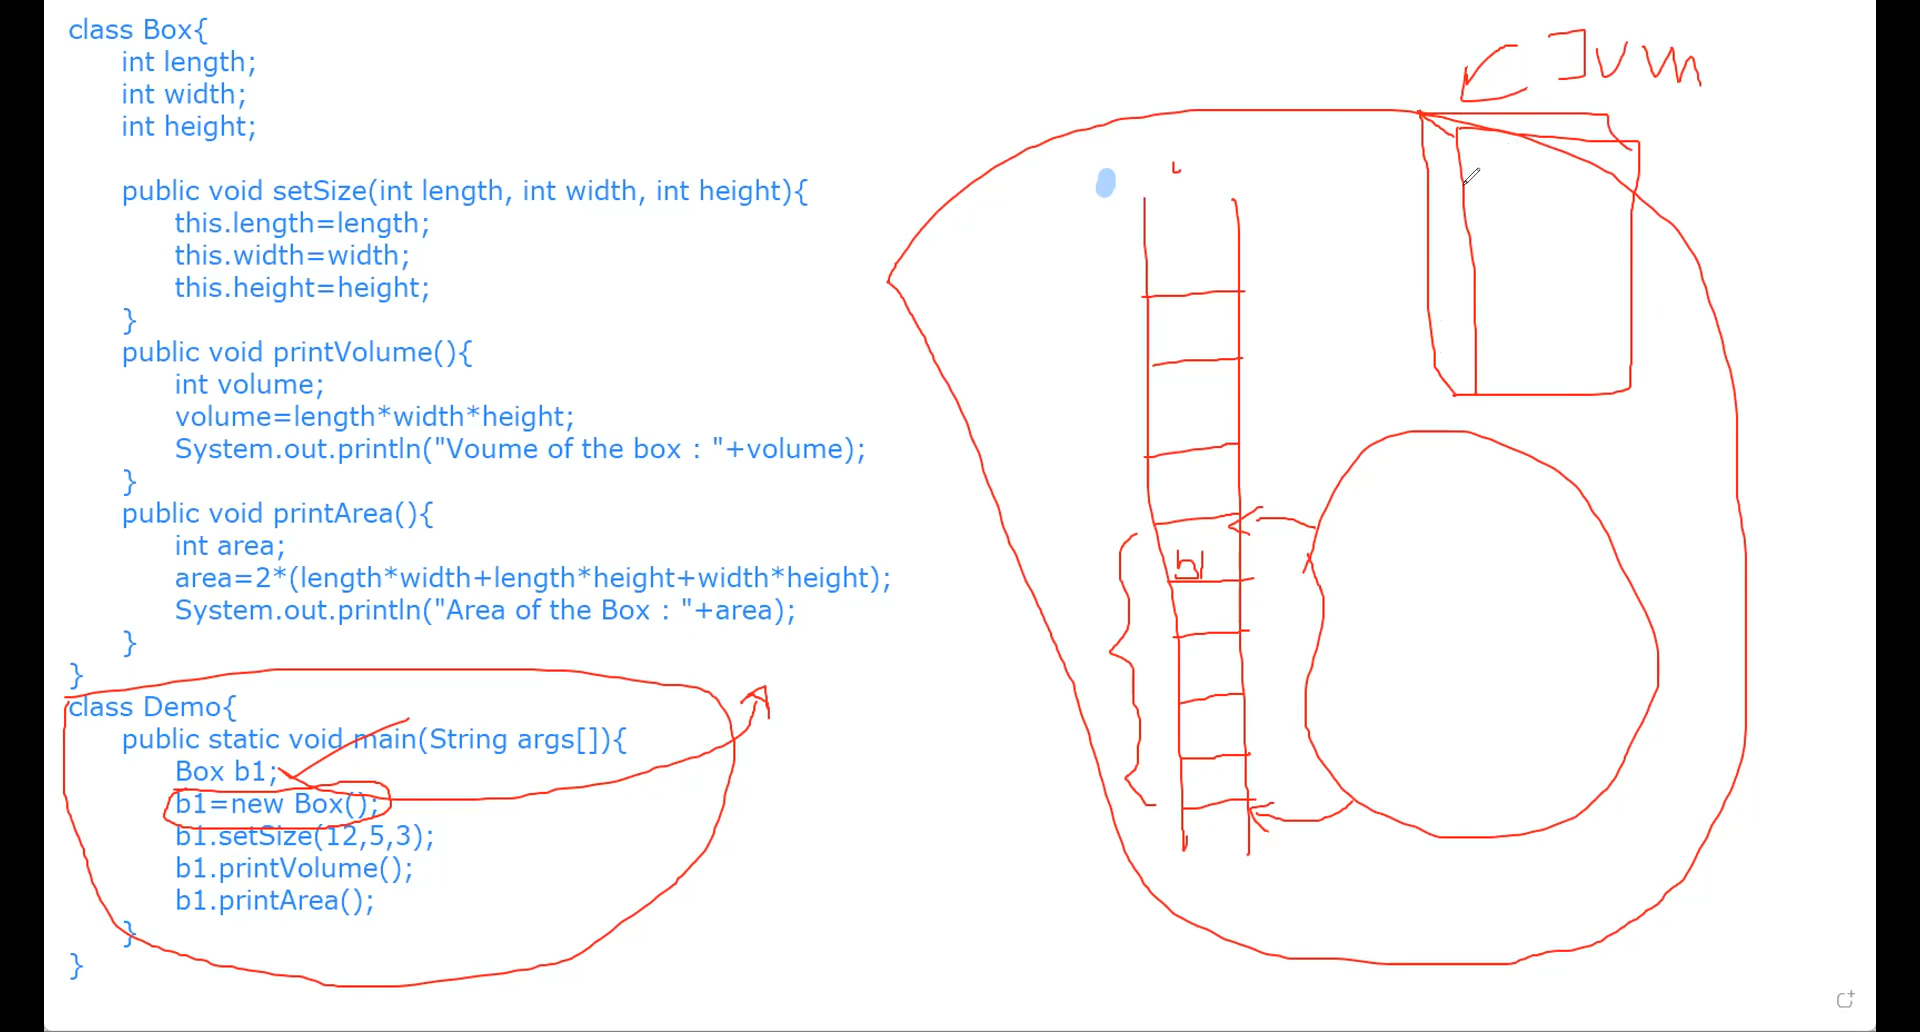 class Box{
int length;
int width;
int height;
public void setSize(int length, int width, int height){
this.length=length;
this.width=width;
this.height=height;
}
public void printVolume(){
int volume;
volume=length*width*height;
System.out.println("Voume of the box : "+volume);
}
public void printArea(){
int area;
area=2*(length*width+length*height+width*height);
System.out.println("Area of the Box : "+area);
}
}
class Demo{
public static void main(String args[]){
Box b1;
b1=new Box();
b1.setSize(12,5,3);
b1.printVolume();
b1.printArea();
}
}
b1